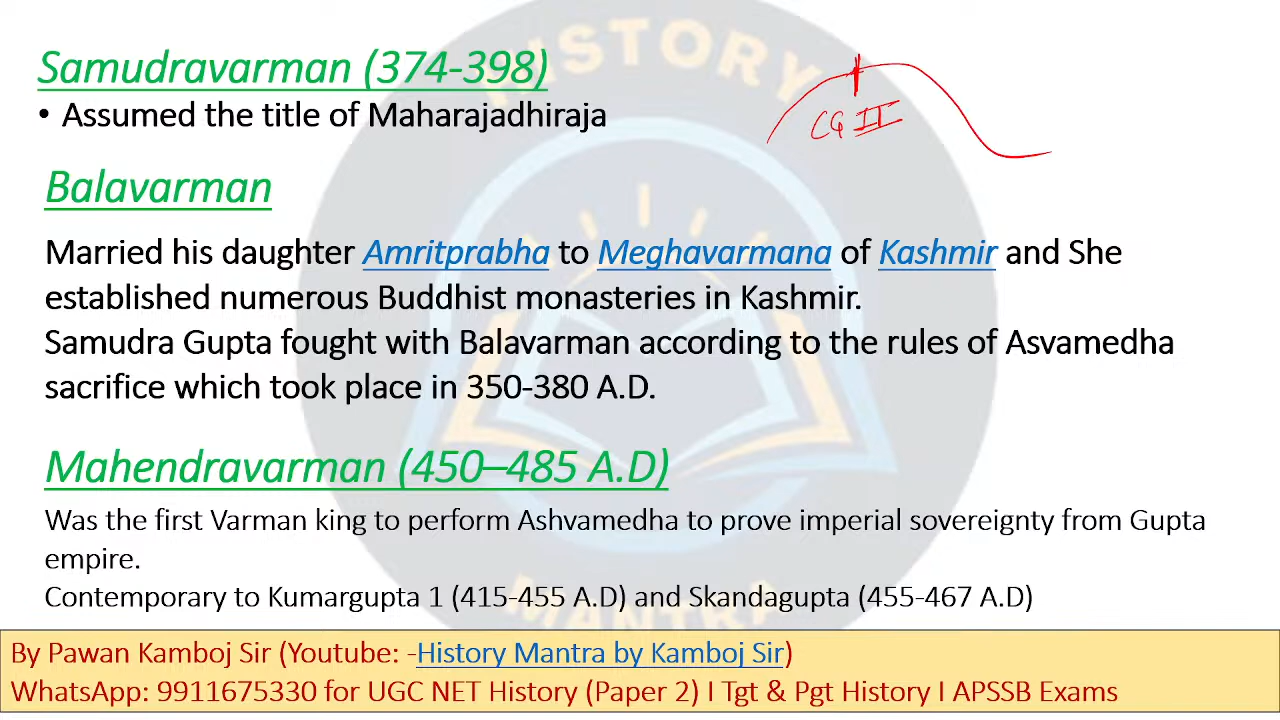 Samudravarman (374-398)
• Assumed the title of Maharajadhiraja
CG II
Balavarman
Married his daughter Amritprabha to Meghavarmana of Kashmir and She
established numerous Buddhist monasteries in Kashmir.
Samudra Gupta fought with Balavarman according to the rules of Asvamedha
sacrifice which took place in 350-380 A.D.
Mahendravarman (450–485 A.D)
Was the first Varman king to perform Ashvamedha to prove imperial sovereignty from Gupta
empire.
Contemporary to Kumargupta 1 (415-455 A.D) and Skandagupta (455-467 A.D)
HISTORY
MANTRA
By Pawan Kamboj Sir (Youtube: -History Mantra by Kamboj Sir)
WhatsApp: 9911675330 for UGC NET History (Paper 2) I Tgt & Pgt History I APSSB Exams